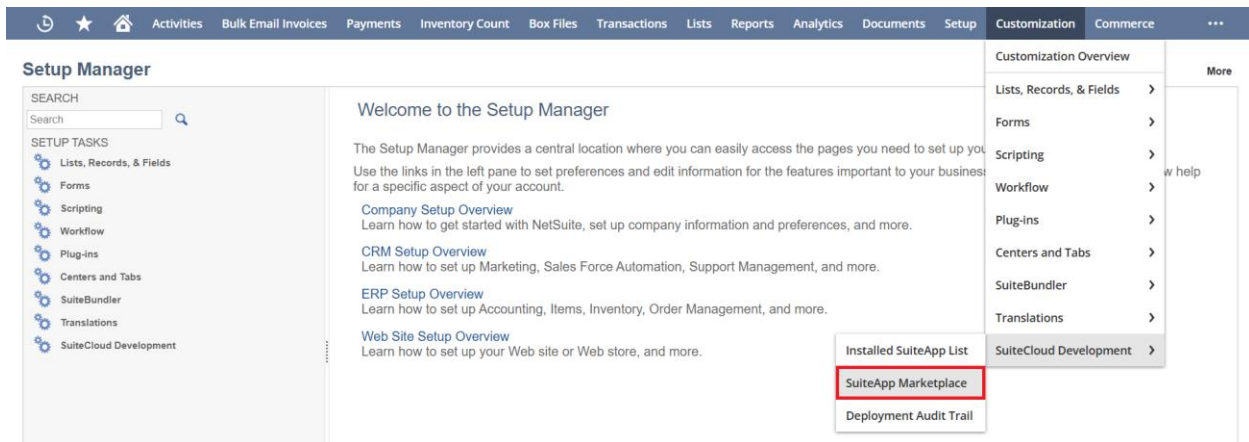 Activities Bulk Email Invoices Payments Inventory Count Box Files Transactions Lists Reports Analytics Documents Setup Customization Commerce ...
Setup Manager
More
SEARCH
Search
SETUP TASKS
Lists, Records, & Fields
Forms
Scripting
Workflow
Plug-ins
Centers and Tabs
SuiteBundler
Translations
SuiteCloud Development
Welcome to the Setup Manager
The Setup Manager provides a central location where you can easily access the pages you need to set up you
Use the links in the left pane to set preferences and edit information for the features important to your busines w help
for a specific aspect of your account.
Company Setup Overview
Learn how to get started with NetSuite, set up company information and preferences, and more.
CRM Setup Overview
Learn how to set up Marketing, Sales Force Automation, Support Management, and more.
ERP Setup Overview
Learn how to set up Accounting, Items, Inventory, Order Management, and more.
Web Site Setup Overview
Learn how to set up your Web site or Web store, and more.
Customization Overview
Lists, Records, & Fields
Forms
Scripting
Workflow
Plug-ins
Centers and Tabs
SuiteBundler
Translations
SuiteCloud Development
Installed SuiteApp List
SuiteApp Marketplace
Deployment Audit Trail